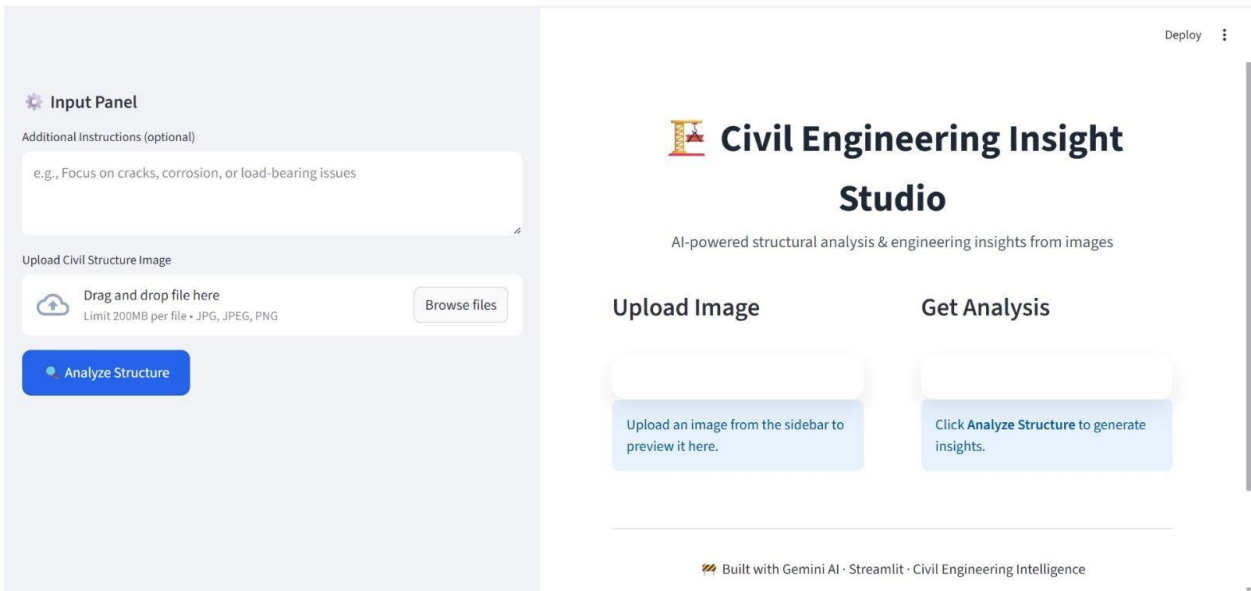 Deploy
Input Panel
Additional Instructions (optional)
e.g., Focus on cracks, corrosion, or load-bearing issues
Upload Civil Structure Image
Drag and drop file here
Limit 200MB per file • JPG, JPEG, PNG
Browse files
Analyze Structure
Civil Engineering Insight
Studio
AI-powered structural analysis & engineering insights from images
Upload Image
Upload an image from the sidebar to
preview it here.
Get Analysis
Click Analyze Structure to generate
insights.
Built with Gemini AI · Streamlit · Civil Engineering Intelligence